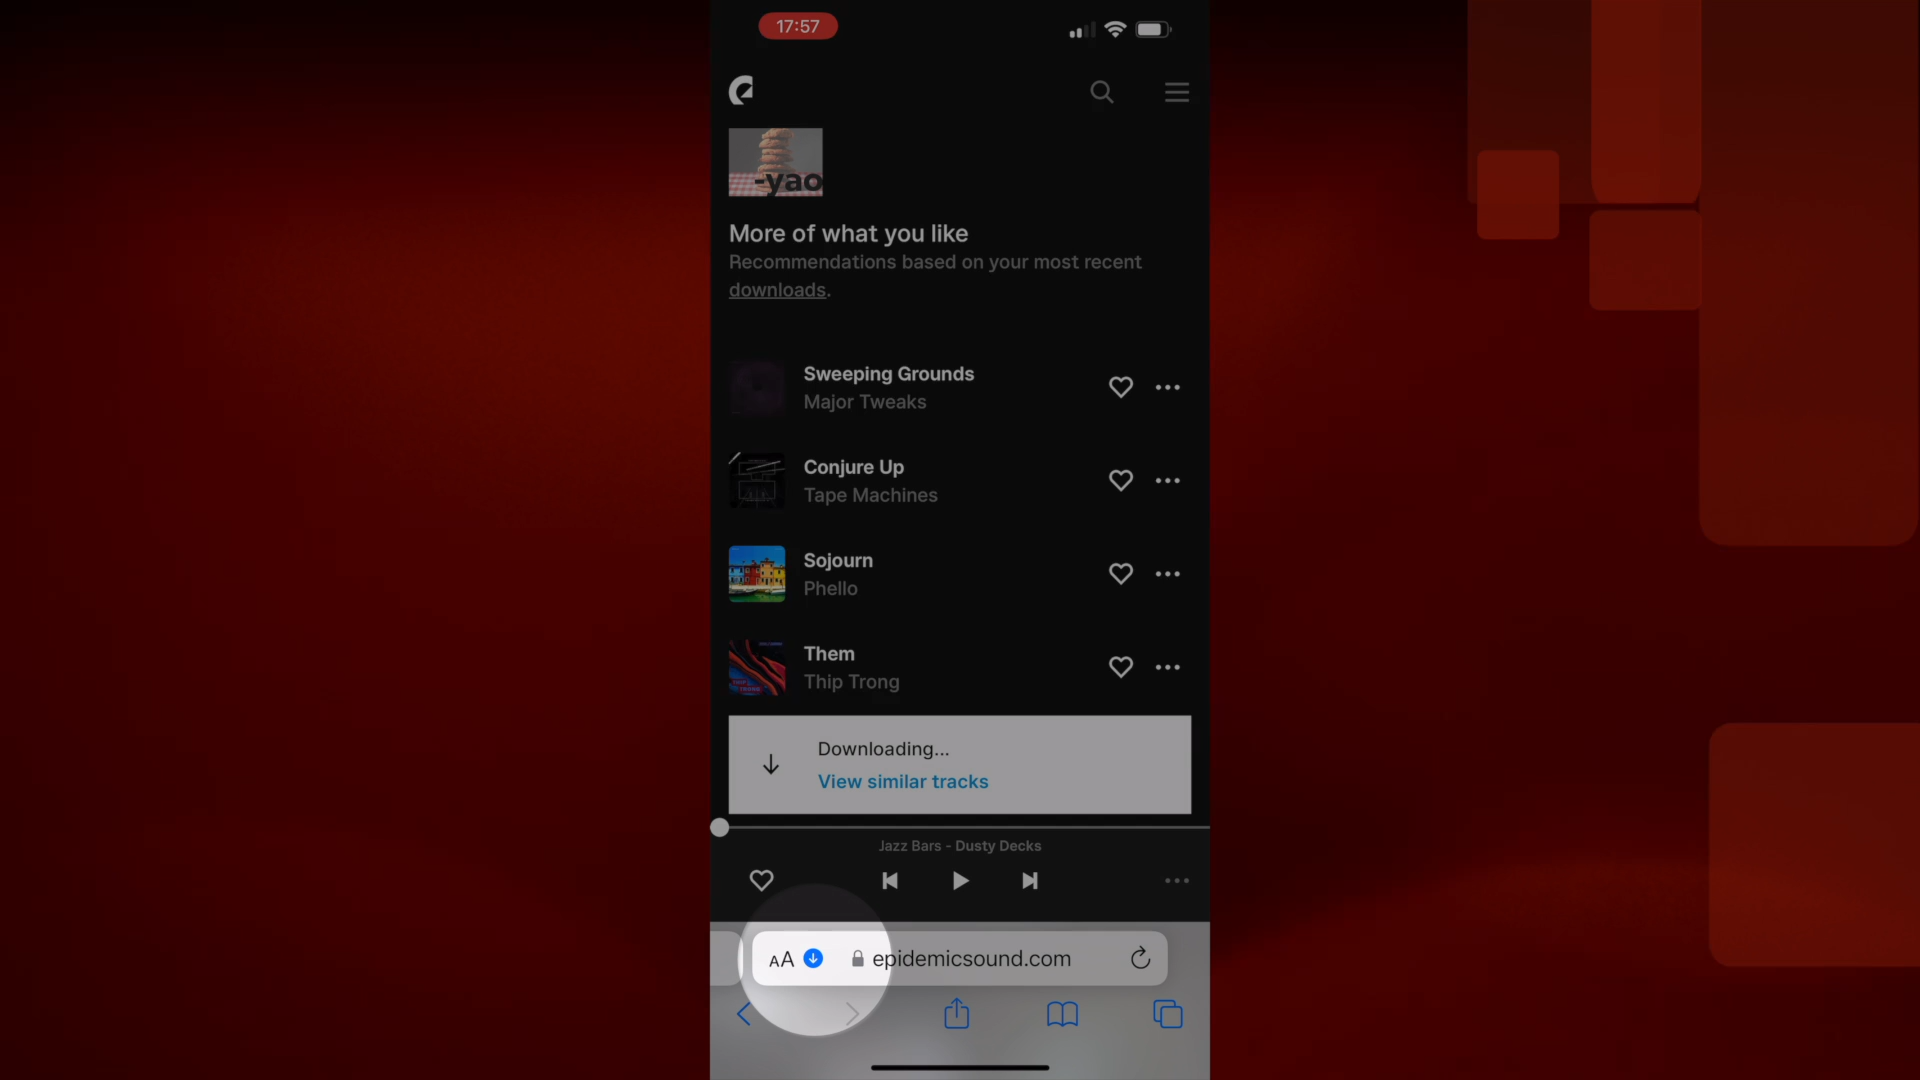 17:57
-yao
More of what you like
Recommendations based on your most recent
downloads.
Sweeping Grounds
Major Tweaks
Conjure Up
Tape Machines
Sojourn
Phello
Them
Thip Trong
THIP
TRONG
Downloading...
View similar tracks
Jazz Bars - Dusty Decks
AA epidemicsound.com